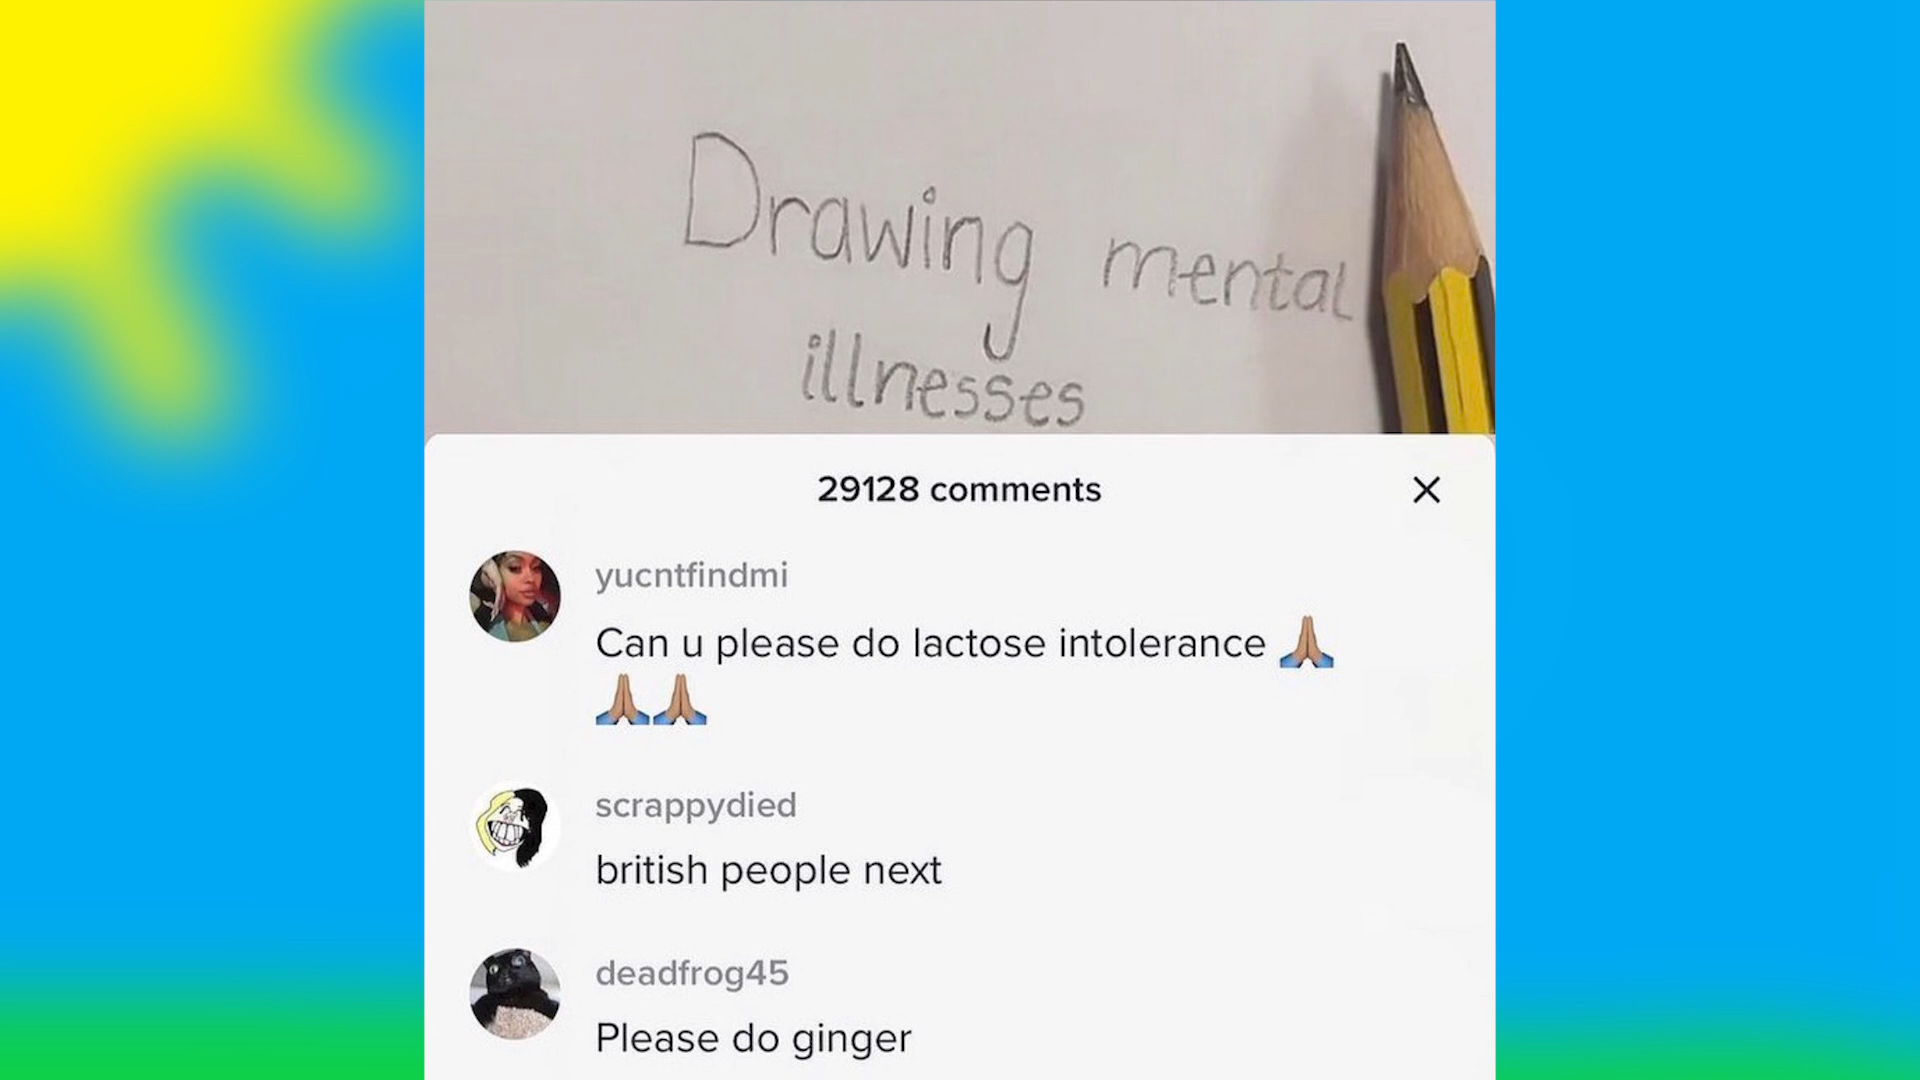 Drawing mental
illnesses
29128 comments
yucntfindmi
Can u please do lactose intolerance 🙏🏽
🙏🏽🙏🏽
scrappydied
british people next
deadfrog45
Please do ginger